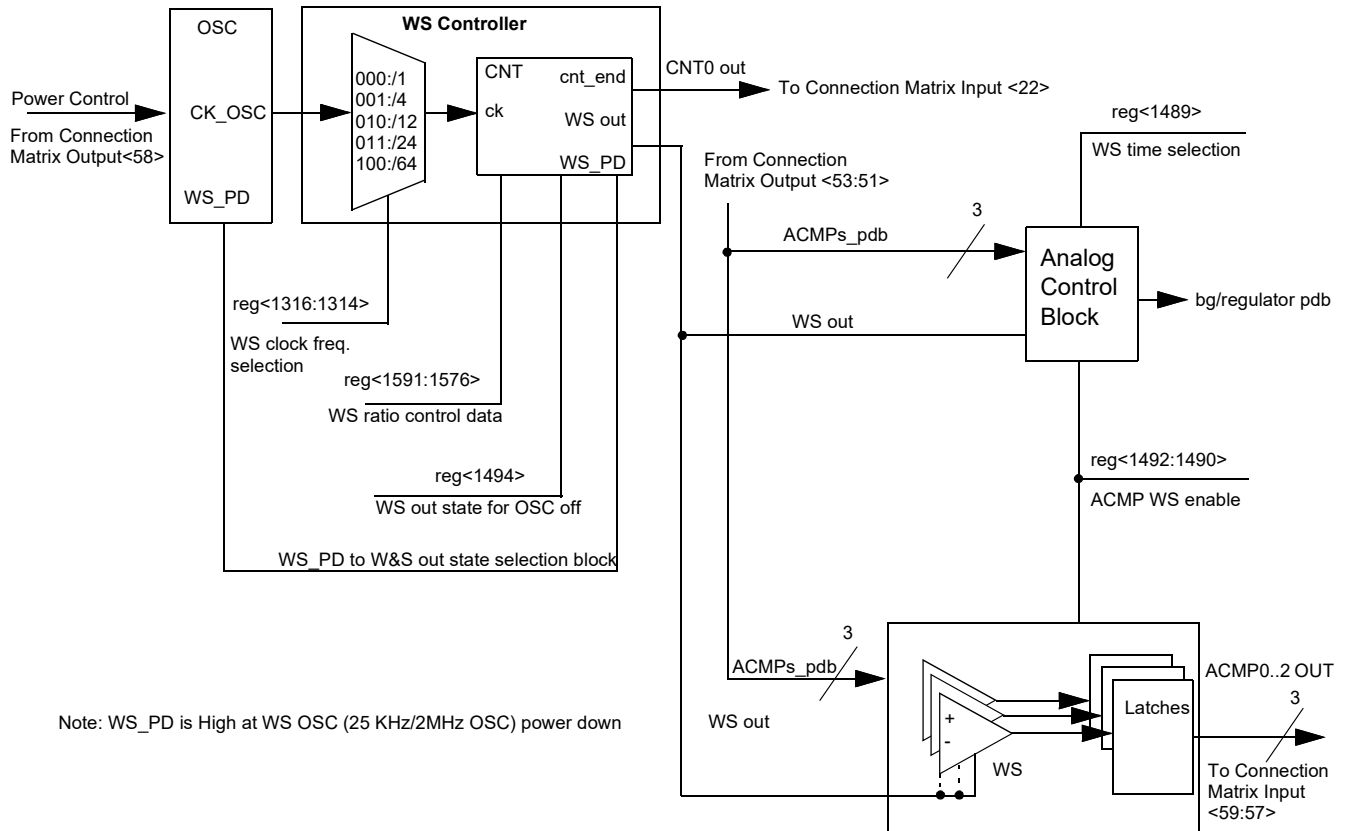 OSC
WS Controller
000:/1
001:/4
010:/12
011:/24
100:/64
CNT
cnt_end
ck
WS out
WS_PD
CNT0 out
To Connection Matrix Input <22>
Power Control
From Connection
Matrix Output<58>
CK_OSC
WS_PD
reg<1489>
WS time selection
From Connection
Matrix Output <53:51>
3
ACMPs_pdb
Analog
Control
Block
bg/regulator pdb
WS out
reg<1316:1314>
WS clock freq.
selection
reg<1591:1576>
WS ratio control data
reg<1494>
WS out state for OSC off
WS_PD to W&S out state selection block
reg<1492:1490>
ACMP WS enable
3
ACMPs_pdb
WS out
+
-
WS
Latches
ACMP0..2 OUT
3
To Connection
Matrix Input
<59:57>
Note: WS_PD is High at WS OSC (25 KHz/2MHz OSC) power down